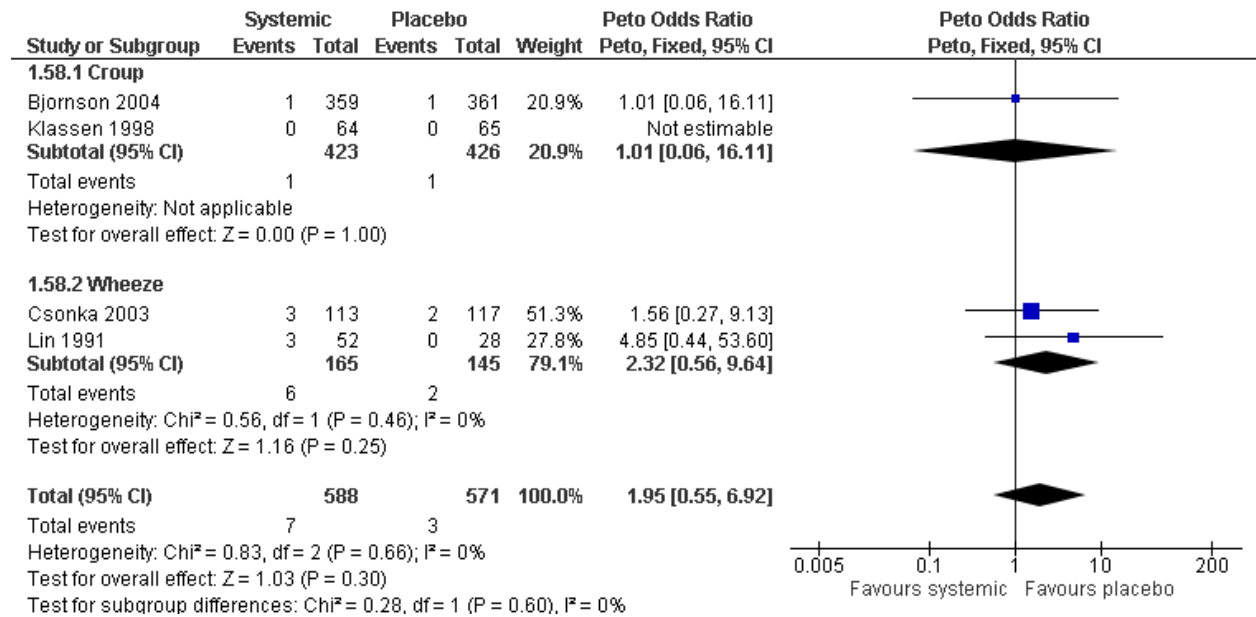 Systemic Placebo Peto Odds Ratio Peto Odds Ratio
Study or Subgroup Events Total Events Total Weight Peto, Fixed, 95% CI Peto, Fixed, 95% CI
1.58.1 Croup
Bjornson 2004 1 359 1 361 20.9% 1.01 [0.06, 16.11]
Klassen 1998 0 64 0 65 Not estimable
Subtotal (95% CI) 423 426 20.9% 1.01 [0.06, 16.11]
Total events 1 1
Heterogeneity: Not applicable
Test for overall effect: Z = 0.00 (P = 1.00)
1.58.2 Wheeze
Csonka 2003 3 113 2 117 51.3% 1.56 [0.27, 9.13]
Lin 1991 3 52 0 28 27.8% 4.85 [0.44, 53.60]
Subtotal (95% CI) 165 145 79.1% 2.32 [0.56, 9.64]
Total events 6 2
Heterogeneity: Chi² = 0.56, df = 1 (P = 0.46); I² = 0%
Test for overall effect: Z = 1.16 (P = 0.25)
Total (95% CI) 588 571 100.0% 1.95 [0.55, 6.92]
Total events 7 3
Heterogeneity: Chi² = 0.83, df = 2 (P = 0.66); I² = 0%
Test for overall effect: Z = 1.03 (P = 0.30)
Test for subgroup differences: Chi² = 0.28, df = 1 (P = 0.60), I² = 0%
0.005 0.1 1 10 200
Favours systemic Favours placebo